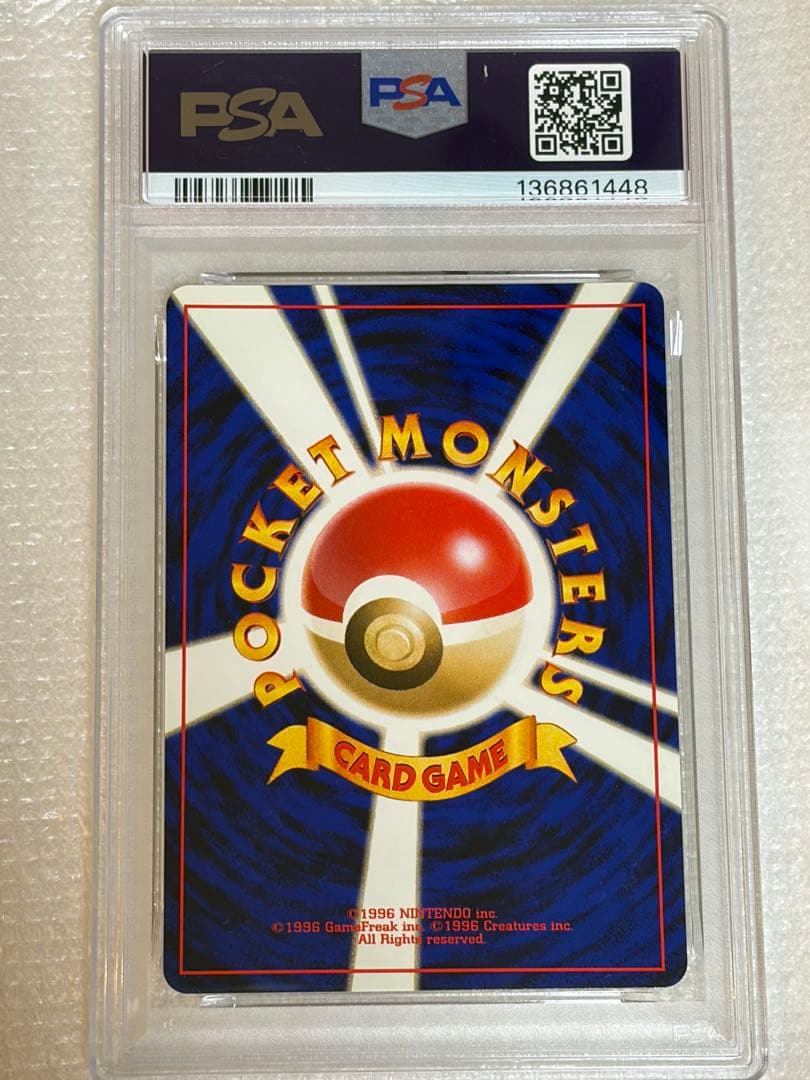 PSA
PSA
136861448
POCKET MONSTERS
CARD GAME
©1996 NINTENDO inc.
©1996 GameFreak inc. ©1996 Creatures inc.
All Rights reserved.
PSA